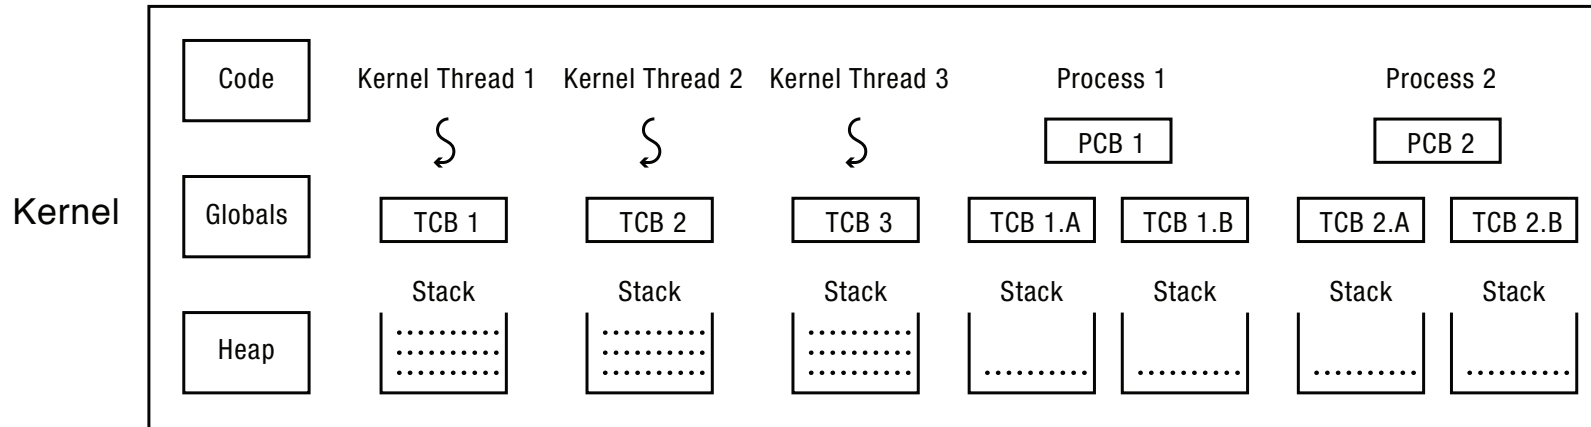 Kernel
Code
Globals
Heap
Kernel Thread 1
TCB 1
Stack
Kernel Thread 2
TCB 2
Stack
Kernel Thread 3
TCB 3
Stack
Process 1
PCB 1
TCB 1.A
TCB 1.B
Stack
Stack
Process 2
PCB 2
TCB 2.A
TCB 2.B
Stack
Stack